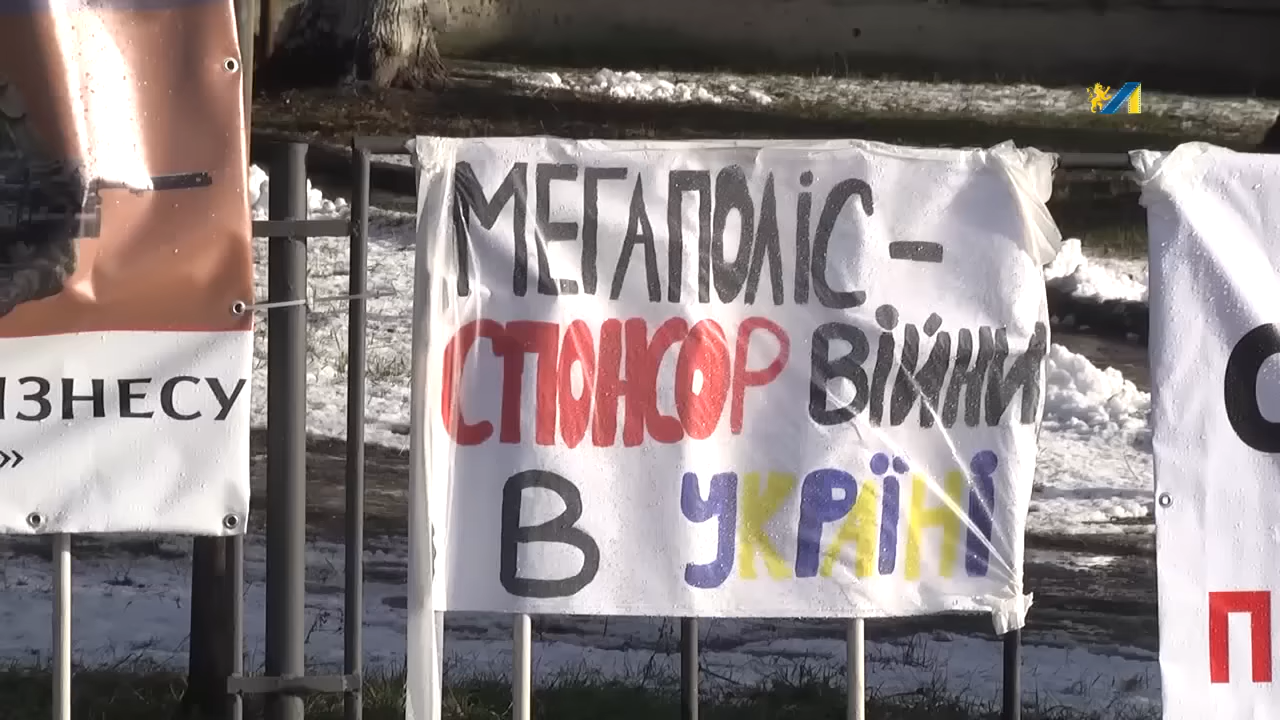 МЕГАПОЛІС –
СПОНСОР ВІЙНИ
В УКРАЇНІ
ІЗНЕСУ
»
С
П